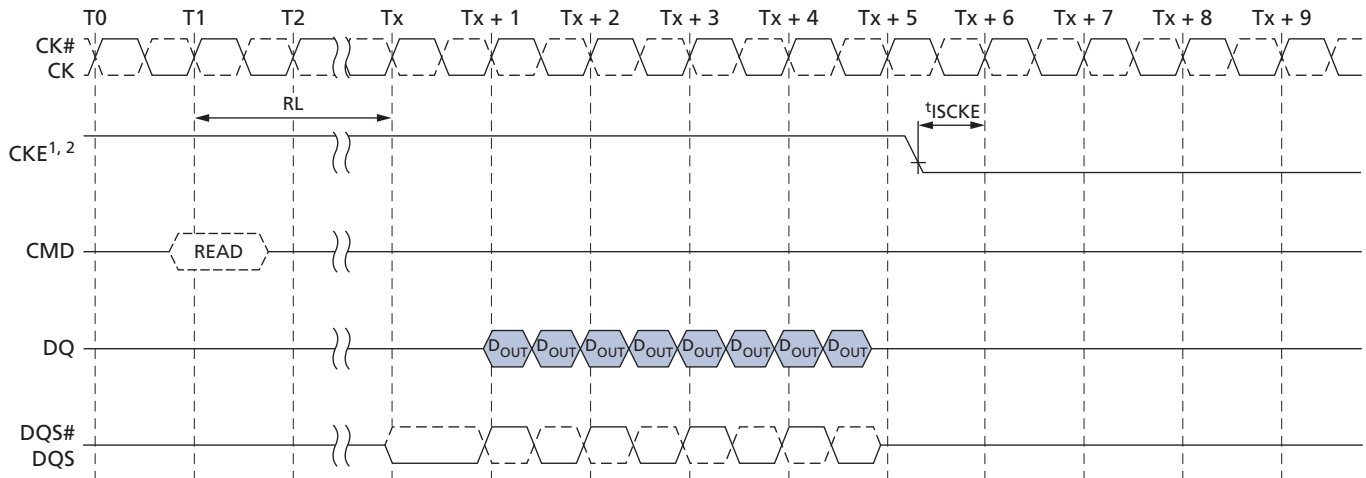 T0 T1 T2 Tx Tx + 1 Tx + 2 Tx + 3 Tx + 4 Tx + 5 Tx + 6 Tx + 7 Tx + 8 Tx + 9
CK#
CK
RL
tISCKE
CKE1, 2
CMD READ
DQ DOUT DOUT DOUT DOUT DOUT DOUT DOUT DOUT
DQS#
DQS